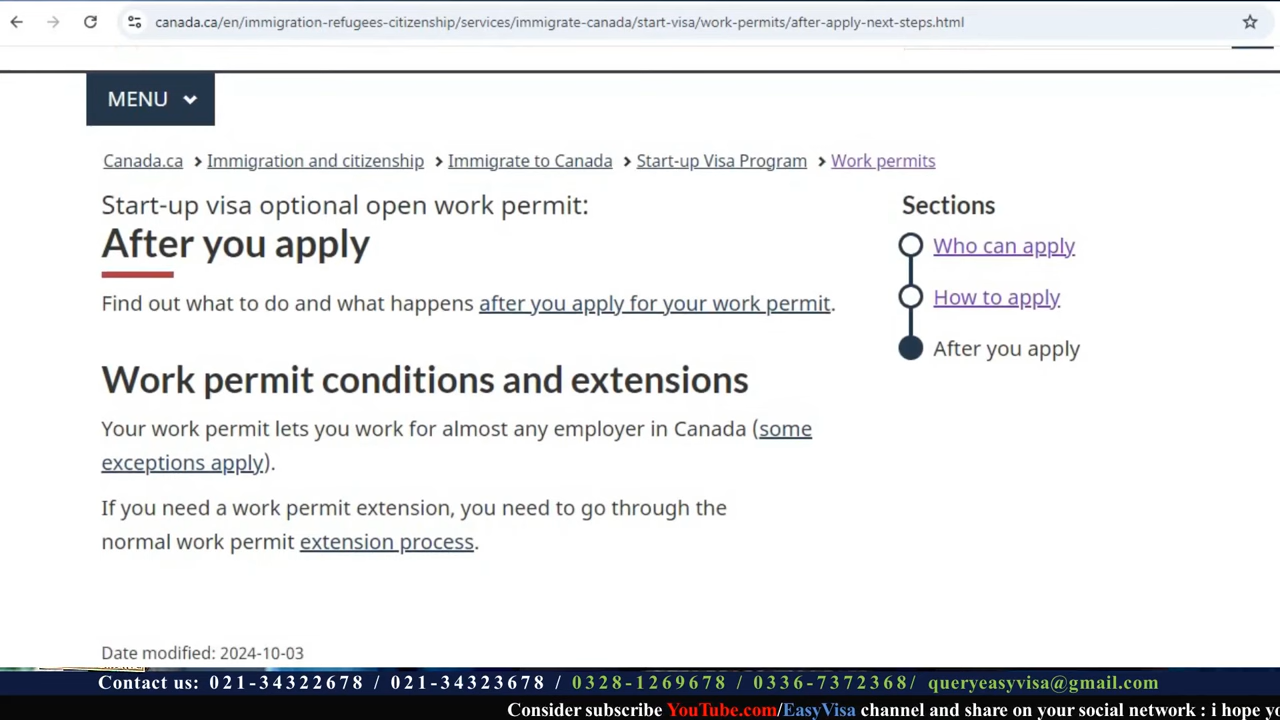 canada.ca/en/immigration-refugees-citizenship/services/immigrate-canada/start-visa/work-permits/after-apply-next-steps.html
MENU
Canada.ca > Immigration and citizenship > Immigrate to Canada > Start-up Visa Program > Work permits
Start-up visa optional open work permit:
After you apply
Find out what to do and what happens after you apply for your work permit.
Work permit conditions and extensions
Your work permit lets you work for almost any employer in Canada (some
exceptions apply).
If you need a work permit extension, you need to go through the
normal work permit extension process.
Date modified: 2024-10-03
Sections
Who can apply
How to apply
After you apply
Contact us: 021-34322678 / 021-34323678 / 0328-1269678 / 0336-7372368/ queryeasyvisa@gmail.com
Consider subscribe YouTube.com/EasyVisa channel and share on your social network : i hope